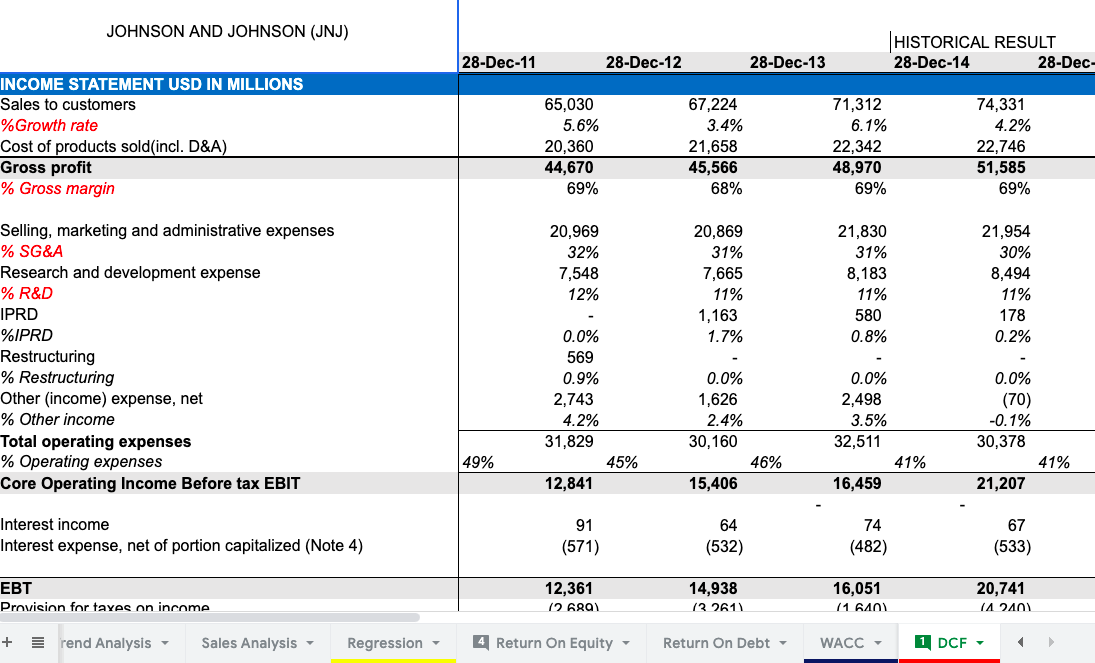 JOHNSON AND JOHNSON (JNJ)
HISTORICAL RESULT
28-Dec-11 28-Dec-12 28-Dec-13 28-Dec-14 28-Dec-
INCOME STATEMENT USD IN MILLIONS
Sales to customers 65,030 67,224 71,312 74,331
%Growth rate 5.6% 3.4% 6.1% 4.2%
Cost of products sold(incl. D&A) 20,360 21,658 22,342 22,746
Gross profit 44,670 45,566 48,970 51,585
% Gross margin 69% 68% 69% 69%
Selling, marketing and administrative expenses 20,969 20,869 21,830 21,954
% SG&A 32% 31% 31% 30%
Research and development expense 7,548 7,665 8,183 8,494
% R&D 12% 11% 11% 11%
IPRD - 1,163 580 178
%IPRD 0.0% 1.7% 0.8% 0.2%
Restructuring 569 - - -
% Restructuring 0.9% 0.0% 0.0% 0.0%
Other (income) expense, net 2,743 1,626 2,498 (70)
% Other income 4.2% 2.4% 3.5% -0.1%
Total operating expenses 31,829 30,160 32,511 30,378
% Operating expenses 49% 45% 46% 41% 41%
Core Operating Income Before tax EBIT 12,841 15,406 16,459 21,207
- -
Interest income 91 64 74 67
Interest expense, net of portion capitalized (Note 4) (571) (532) (482) (533)
EBT 12,361 14,938 16,051 20,741
Provision for taxes on income (2,689) (3,261) (1,640) (4,240)
+ rend Analysis Sales Analysis Regression 4 Return On Equity Return On Debt WACC 1 DCF